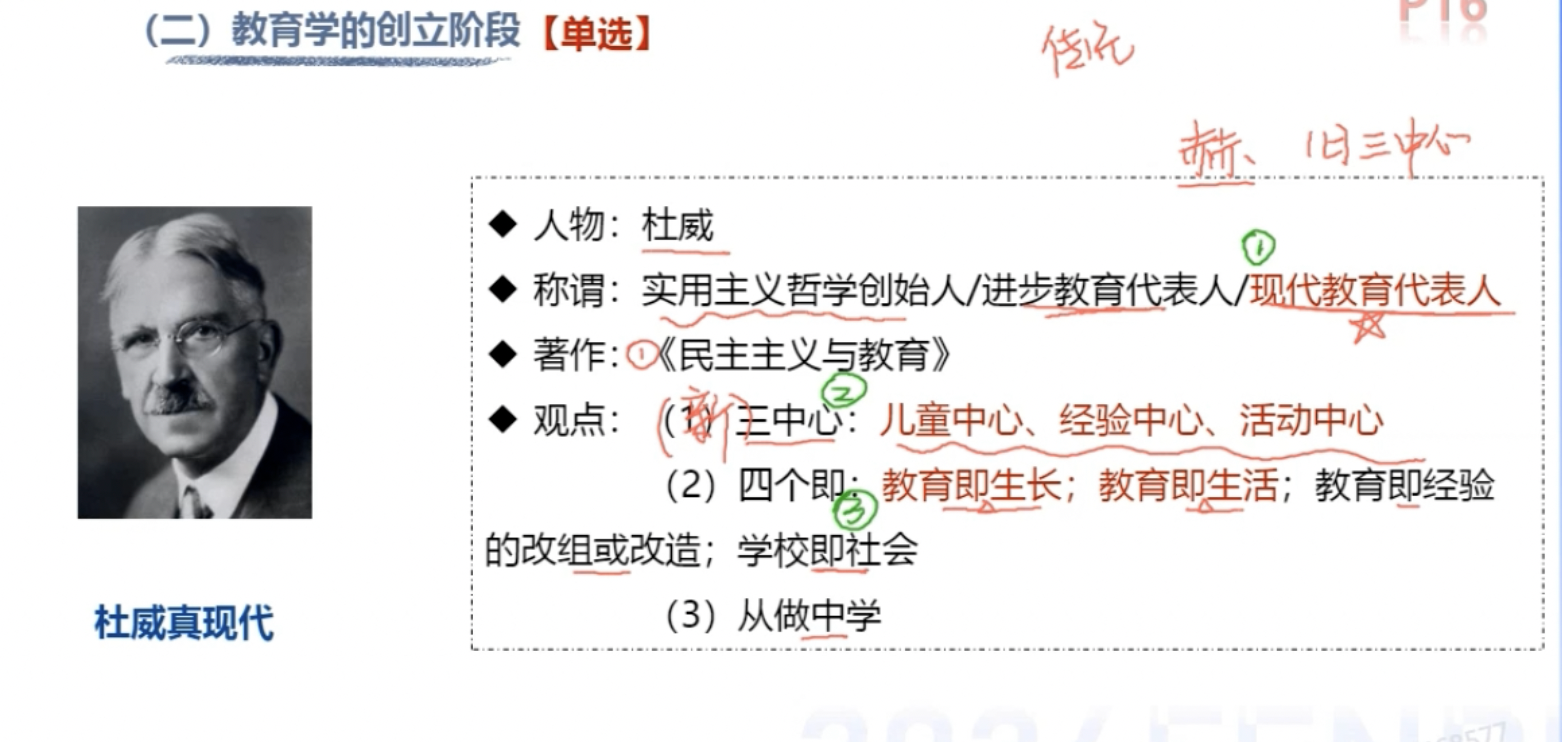 P16
(二)教育学的创立阶段【单选】
传统
赫、旧三中心
◆ 人物:杜威
①
◆ 称谓:实用主义哲学创始人/进步教育代表人/现代教育代表人
◆ 著作:①《民主主义与教育》
②
◆ 观点:(1)(新)三中心:儿童中心、经验中心、活动中心
(2)四个即:教育即生长;教育即生活;教育即经验
③
的改组或改造;学校即社会
(3)从做中学
杜威真现代